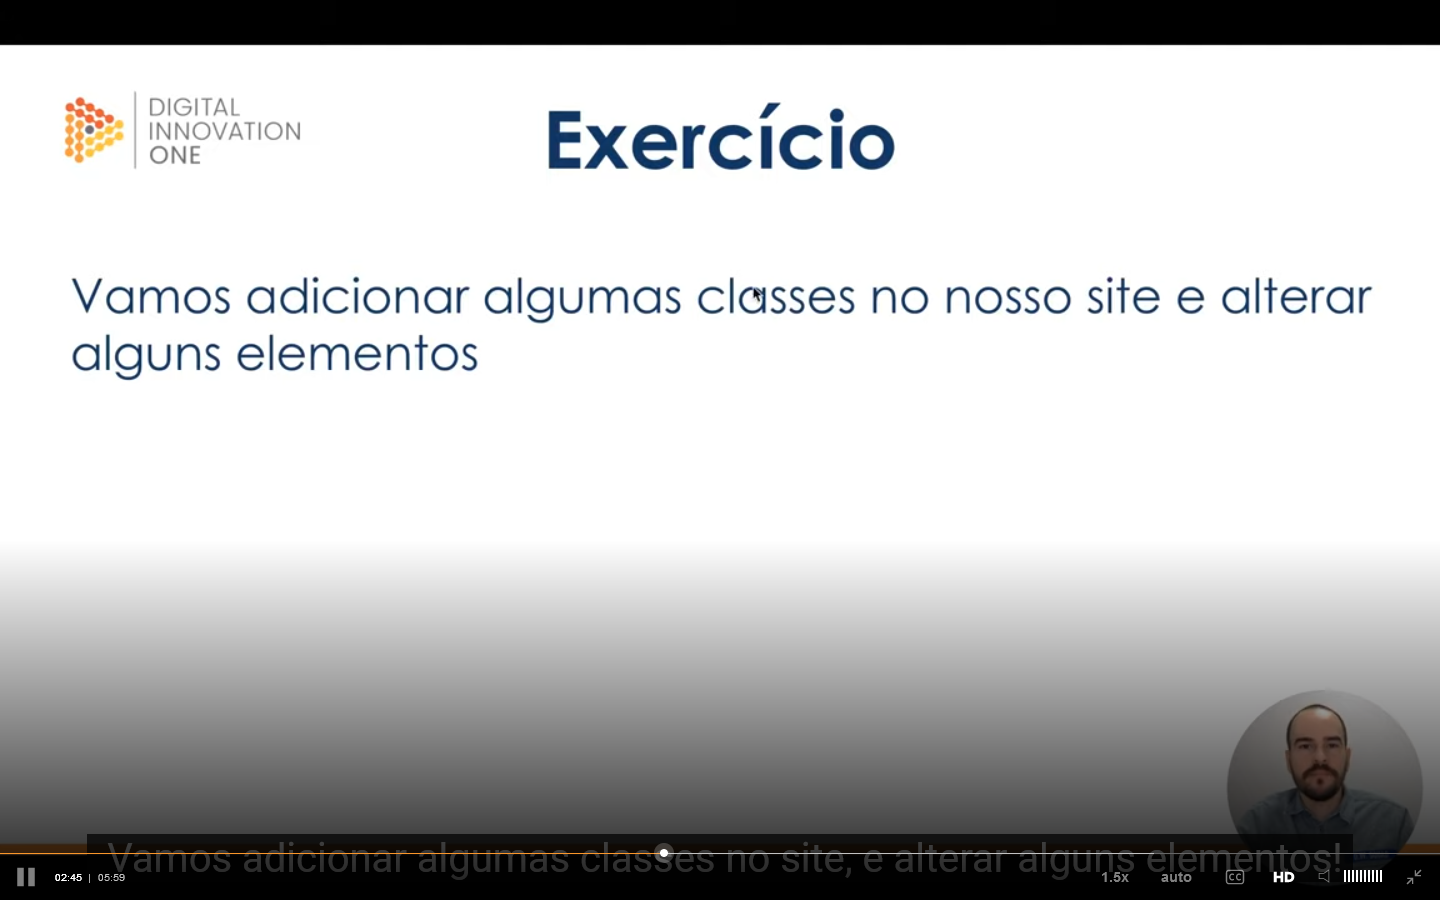 DIGITAL
INNOVATION
ONE
Exercício
Vamos adicionar algumas classes no nosso site e alterar
alguns elementos
Vamos adicionar algumas classes no site, e alterar alguns elementos!
02:45 | 05:59
1.5x
auto
CC
HD